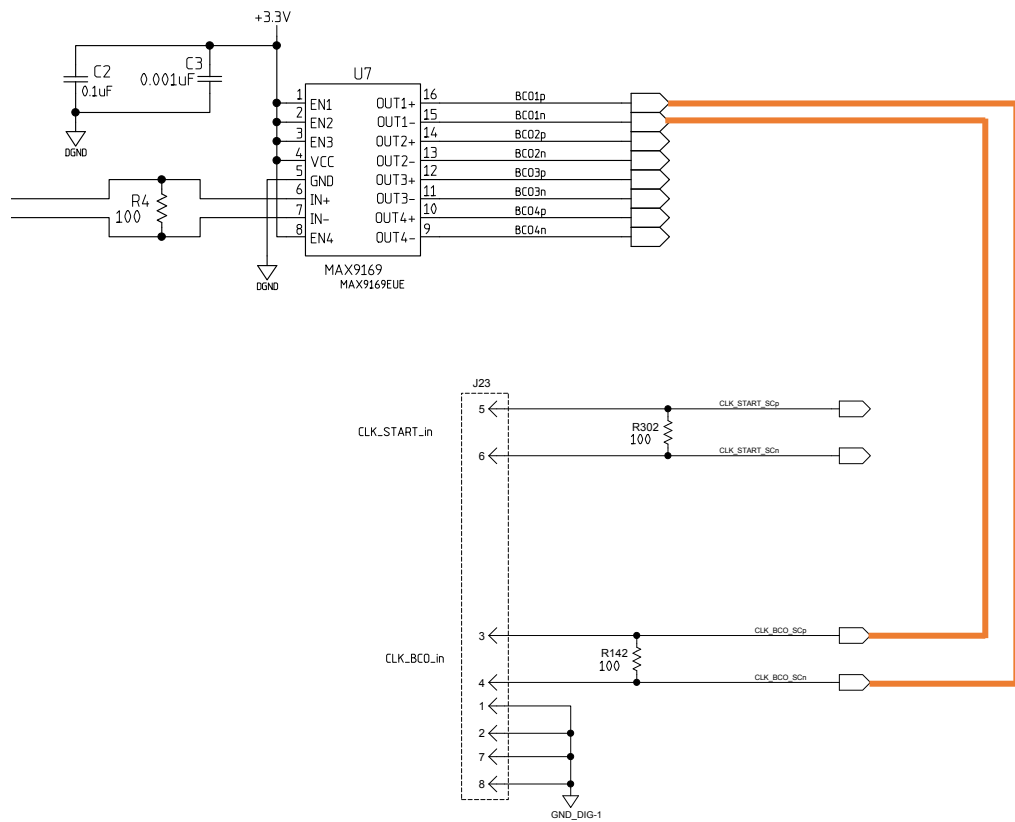 +3.3V
C2
0.1uF
C3
0.001uF
DGND
U7
1 EN1 OUT1+ 16 BCO1p
2 EN2 OUT1- 15 BCO1n
3 EN3 OUT2+ 14 BCO2p
4 VCC OUT2- 13 BCO2n
5 GND OUT3+ 12 BCO3p
6 IN+ OUT3- 11 BCO3n
7 IN- OUT4+ 10 BCO4p
8 EN4 OUT4- 9 BCO4n
R4
100
DGND
MAX9169
MAX9169EUE
J23
CLK_START_in
5 CLK_START_SCp
R302
100
6 CLK_START_SCn
CLK_BCO_in
3 CLK_BCO_SCp
R142
100
4 CLK_BCO_SCn
1
2
7
8
GND_DIG-1